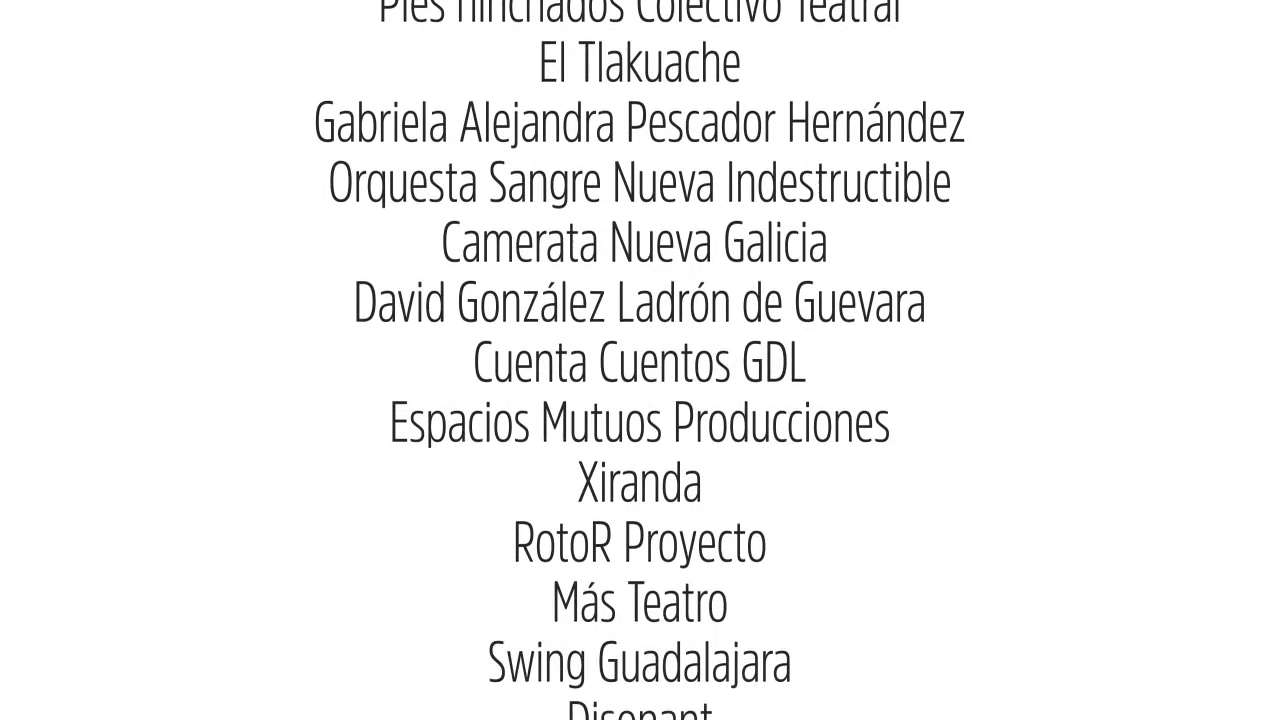 Pies hinchados Colectivo Teatral
El Tlakuache
Gabriela Alejandra Pescador Hernández
Orquesta Sangre Nueva Indestructible
Camerata Nueva Galicia
David González Ladrón de Guevara
Cuenta Cuentos GDL
Espacios Mutuos Producciones
Xiranda
RotoR Proyecto
Más Teatro
Swing Guadalajara
Disonant